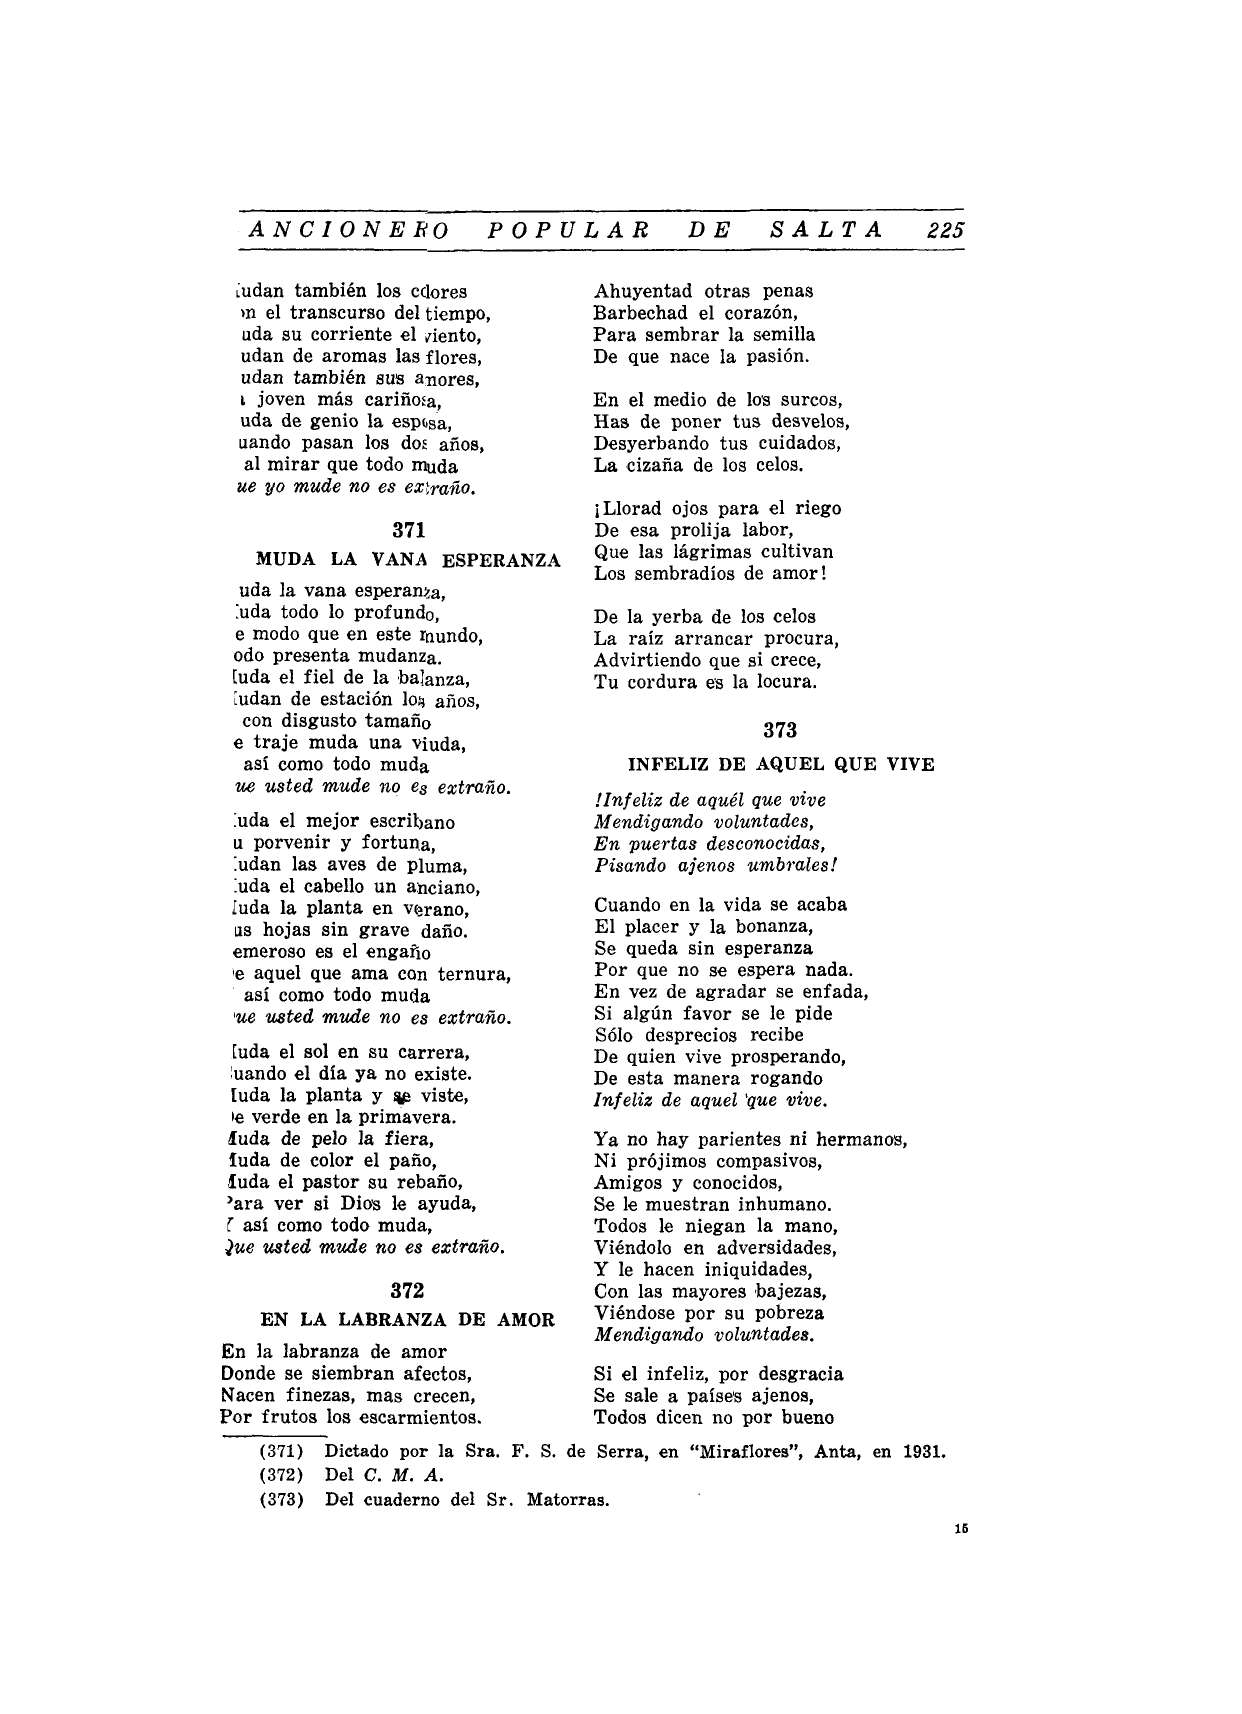 ANCIONERO POPULAR DE SALTA 225
udan también los colores
n el transcurso del tiempo,
uda su corriente el viento,
udan de aromas las flores,
udan también sus amores,
joven más cariñosa,
uda de genio la esposa,
uando pasan los dos años,
al mirar que todo muda
ue yo mude no es extraño.
371
MUDA LA VANA ESPERANZA
uda la vana esperanza,
uda todo lo profundo,
e modo que en este mundo,
odo presenta mudanza.
uda el fiel de la balanza,
udan de estación los años,
con disgusto tamaño
e traje muda una viuda,
así como todo muda
ue usted mude no es extraño.
uda el mejor escribano
u porvenir y fortuna,
udan las aves de pluma,
uda el cabello un anciano,
uda la planta en verano,
us hojas sin grave daño.
emeroso es el engaño
e aquel que ama con ternura,
así como todo muda
ue usted mude no es extraño.
uda el sol en su carrera,
uando el día ya no existe.
uda la planta y se viste,
e verde en la primavera.
Muda de pelo la fiera,
Muda de color el paño,
Muda el pastor su rebaño,
Para ver si Dios le ayuda,
Y así como todo muda,
Que usted mude no es extraño.
372
EN LA LABRANZA DE AMOR
En la labranza de amor
Donde se siembran afectos,
Nacen finezas, mas crecen,
Por frutos los escarmientos.
Ahuyentad otras penas
Barbechad el corazón,
Para sembrar la semilla
De que nace la pasión.
En el medio de los surcos,
Has de poner tus desvelos,
Desyerbando tus cuidados,
La cizaña de los celos.
¡Llorad ojos para el riego
De esa prolija labor,
Que las lágrimas cultivan
Los sembradíos de amor!
De la yerba de los celos
La raíz arrancar procura,
Advirtiendo que si crece,
Tu cordura es la locura.
373
INFELIZ DE AQUEL QUE VIVE
!Infeliz de aquél que vive
Mendigando voluntades,
En puertas desconocidas,
Pisando ajenos umbrales!
Cuando en la vida se acaba
El placer y la bonanza,
Se queda sin esperanza
Por que no se espera nada.
En vez de agradar se enfada,
Si algún favor se le pide
Sólo desprecios recibe
De quien vive prosperando,
De esta manera rogando
Infeliz de aquel que vive.
Ya no hay parientes ni hermanos,
Ni prójimos compasivos,
Amigos y conocidos,
Se le muestran inhumano.
Todos le niegan la mano,
Viéndolo en adversidades,
Y le hacen iniquidades,
Con las mayores bajezas,
Viéndose por su pobreza
Mendigando voluntades.
Si el infeliz, por desgracia
Se sale a países ajenos,
Todos dicen no por bueno
(371) Dictado por la Sra. F. S. de Serra, en “Miraflores”, Anta, en 1931.
(372) Del C. M. A.
(373) Del cuaderno del Sr. Matorras.
15